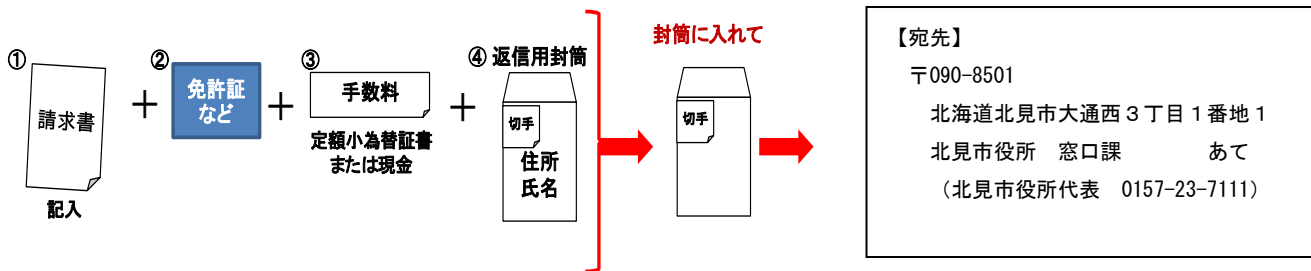 ①
請求書
記入
＋
②
免許証
など
＋
③
手数料
定額小為替証書
または現金
＋
④ 返信用封筒
切手
住所
氏名
封筒に入れて
切手
【宛先】
〒090-8501
北海道北見市大通西３丁目１番地１
北見市役所　窓口課　　　　あて
（北見市役所代表　0157-23-7111）